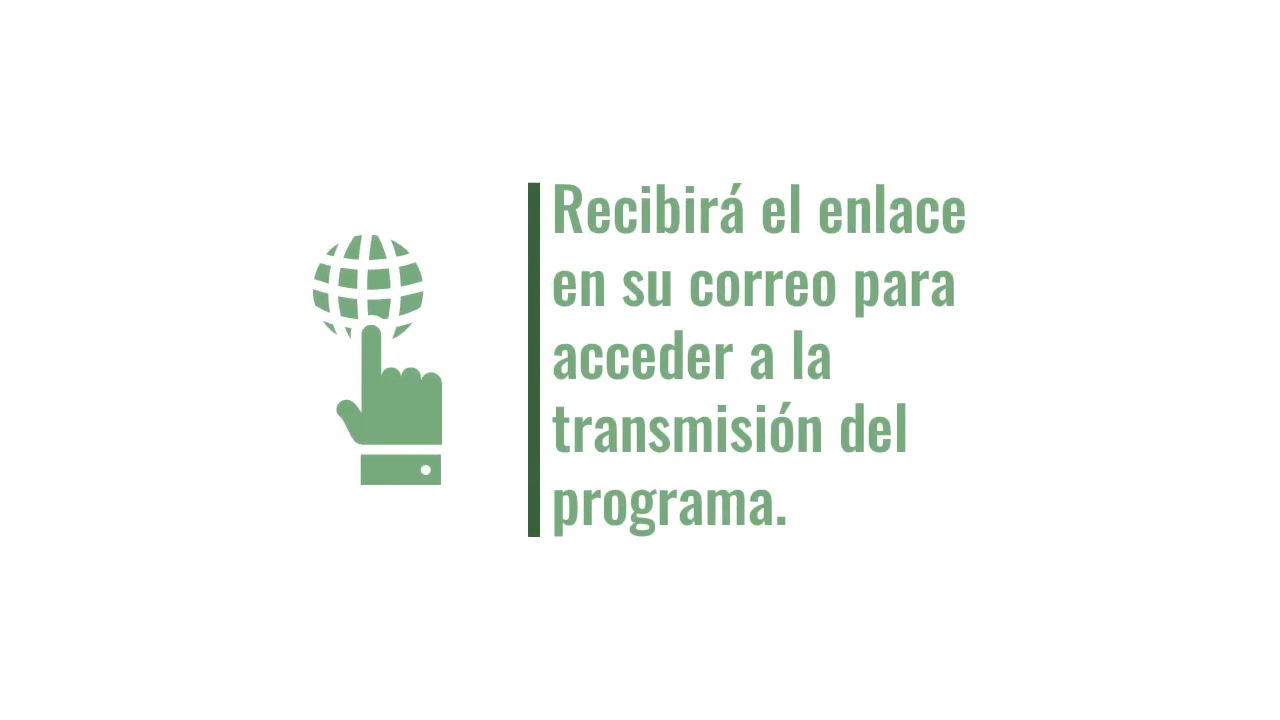 Recibirá el enlace
en su correo para
acceder a la
transmisión del
programa.